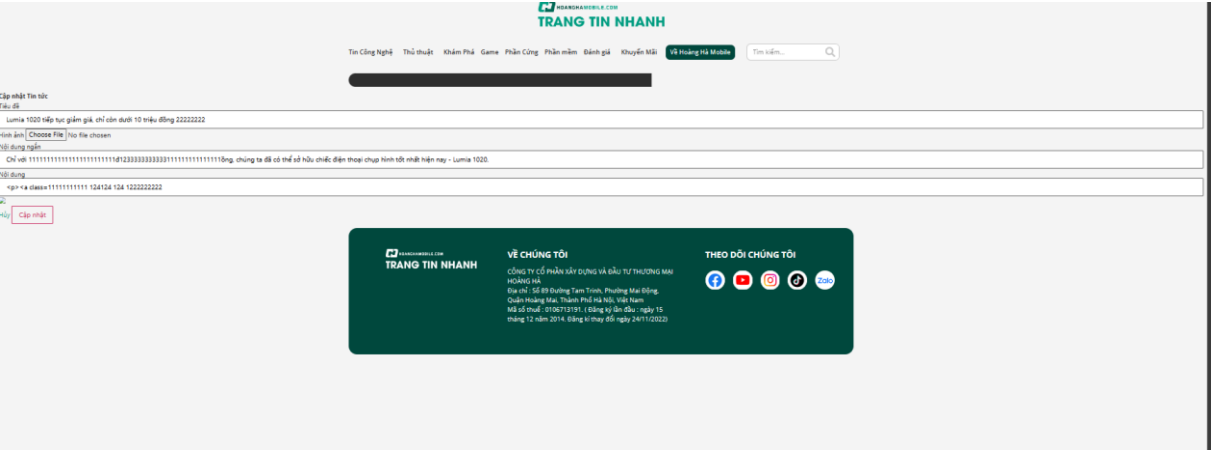 HOANGHAMOBILE.COM
TRANG TIN NHANH
Tin Công Nghệ Thủ thuật Khám Phá Game Phần Cứng Phần mềm Đánh giá Khuyến Mãi Về Hoàng Hà Mobile Tìm kiếm...
Cập nhật Tin tức
Tiêu đề
Lumia 1020 tiếp tục giảm giá, chỉ còn dưới 10 triệu đồng 22222222
Hình ảnh Choose File No file chosen
Nội dung ngắn
Chỉ với chúng ta đã có thể sở hữu chiếc điện thoại chụp hình tốt nhất hiện nay - Lumia 1020.
Nội dung
<p> <a class=11111111111 124124 124 1222222222
Hủy Cập nhật
HOANGHAMOBILE.COM
TRANG TIN NHANH
VỀ CHÚNG TÔI
CÔNG TY CỔ PHẦN XÂY DỰNG VÀ ĐẦU TƯ THƯƠNG MẠI
HOÀNG HÀ
Địa chỉ : Số 89 Đường Tam Trinh, Phường Mai Động,
Quận Hoàng Mai, Thành Phố Hà Nội, Việt Nam
Mã số thuế : 0106713191. ( Đăng ký lần đầu : ngày 15
tháng 12 năm 2014. Đăng kí thay đổi ngày 24/11/2022)
THEO DÕI CHÚNG TÔI
Zalo